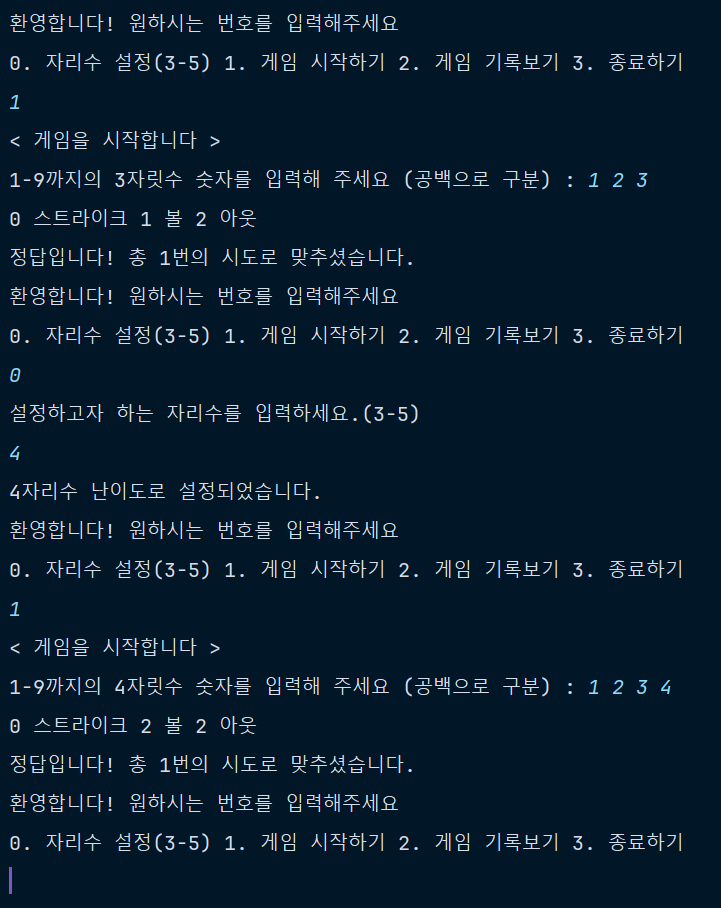 환영합니다! 원하시는 번호를 입력해주세요
0. 자리수 설정(3-5) 1. 게임 시작하기 2. 게임 기록보기 3. 종료하기
1
< 게임을 시작합니다 >
1-9까지의 3자릿수 숫자를 입력해 주세요 (공백으로 구분) : 1 2 3
0 스트라이크 1 볼 2 아웃
정답입니다! 총 1번의 시도로 맞추셨습니다.
환영합니다! 원하시는 번호를 입력해주세요
0. 자리수 설정(3-5) 1. 게임 시작하기 2. 게임 기록보기 3. 종료하기
0
설정하고자 하는 자리수를 입력하세요.(3-5)
4
4자리수 난이도로 설정되었습니다.
환영합니다! 원하시는 번호를 입력해주세요
0. 자리수 설정(3-5) 1. 게임 시작하기 2. 게임 기록보기 3. 종료하기
1
< 게임을 시작합니다 >
1-9까지의 4자릿수 숫자를 입력해 주세요 (공백으로 구분) : 1 2 3 4
0 스트라이크 2 볼 2 아웃
정답입니다! 총 1번의 시도로 맞추셨습니다.
환영합니다! 원하시는 번호를 입력해주세요
0. 자리수 설정(3-5) 1. 게임 시작하기 2. 게임 기록보기 3. 종료하기